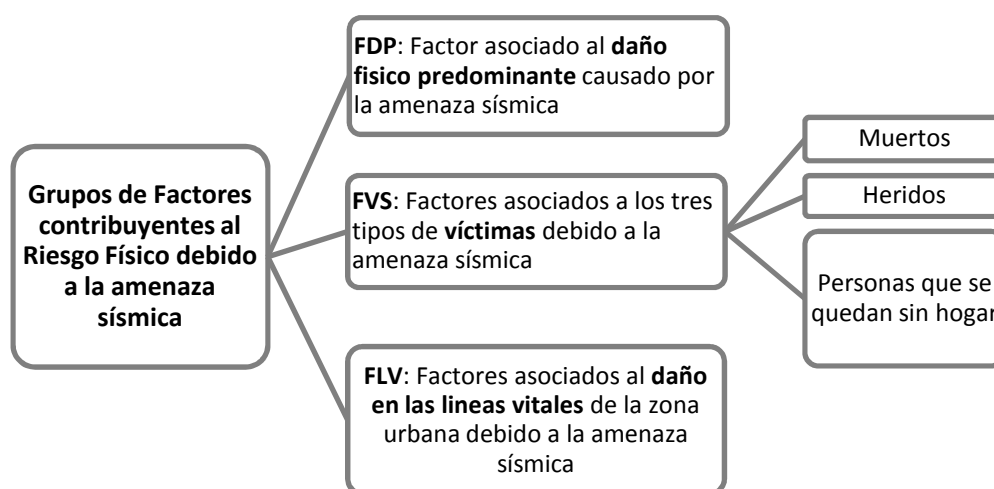 Grupos de Factores
contribuyentes al
Riesgo Físico debido
a la amenaza
sísmica
FDP: Factor asociado al daño
fisico predominante causado por
la amenaza sísmica
FVS: Factores asociados a los tres
tipos de víctimas debido a la
amenaza sísmica
FLV: Factores asociados al daño
en las lineas vitales de la zona
urbana debido a la amenaza
sísmica
Muertos
Heridos
Personas que se
quedan sin hogar